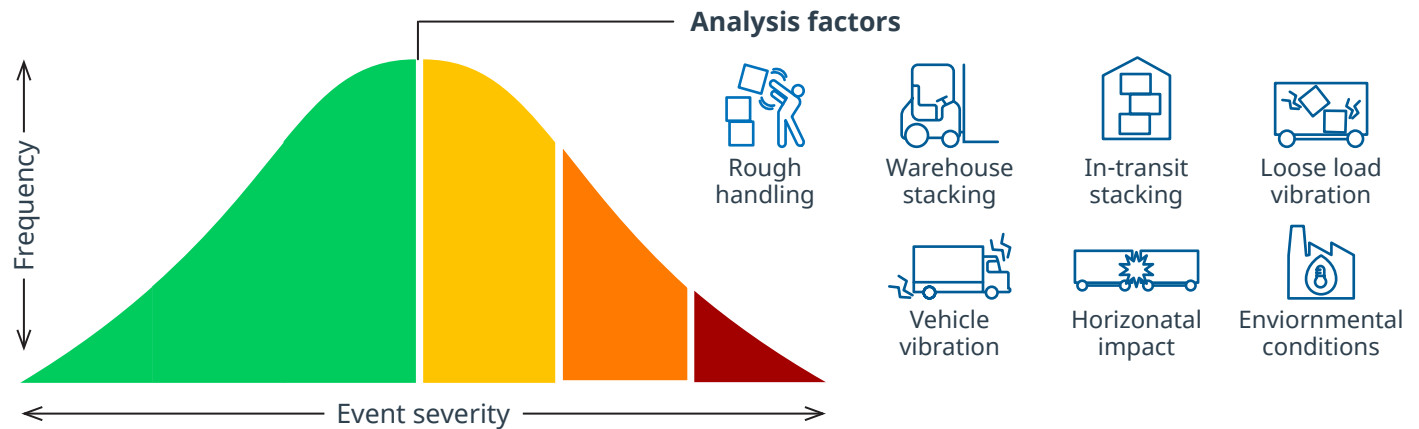 Analysis factors
Frequency
Rough
handling
Warehouse
stacking
In-transit
stacking
Loose load
vibration
Vehicle
vibration
Horizonatal
impact
Enviornmental
conditions
Event severity